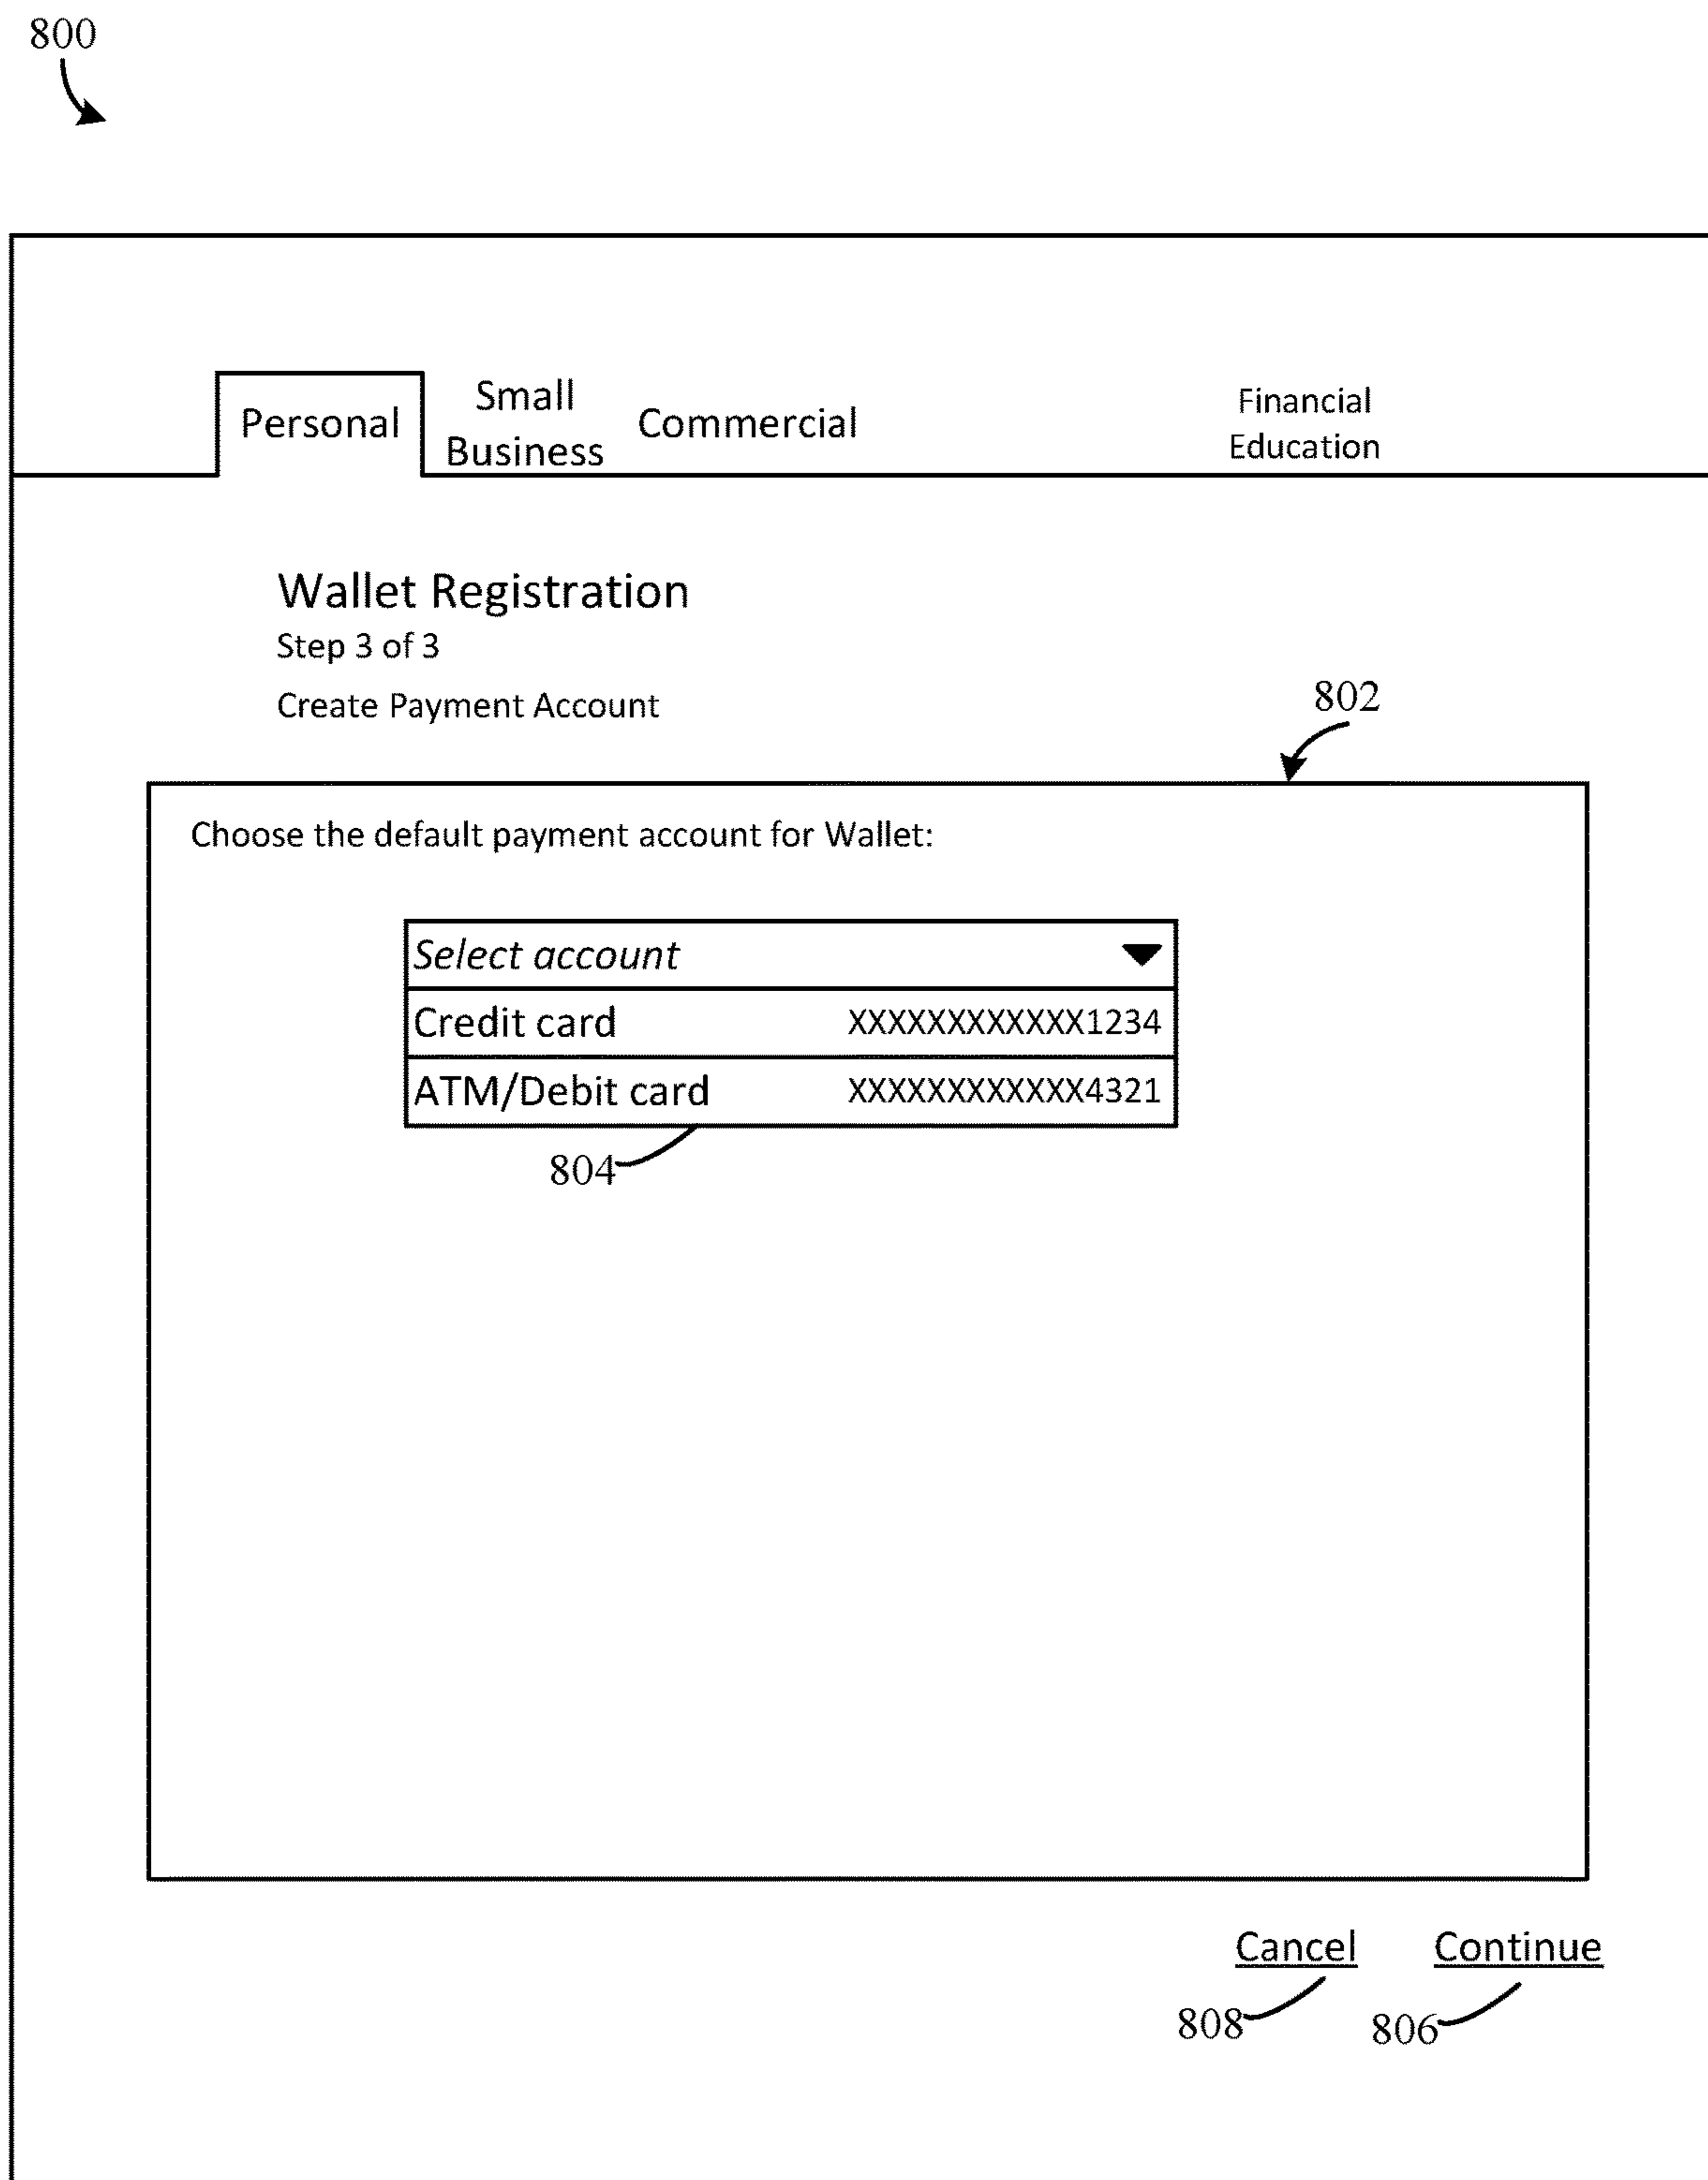 800
Personal
Small
Business
Commercial
Financial
Education
Wallet Registration
Step 3 of 3
Create Payment Account
802
Choose the default payment account for Wallet:
Select account
Credit card XXXXXXXXXXXX1234
ATM/Debit card XXXXXXXXXXXX4321
804
Cancel Continue
808 806